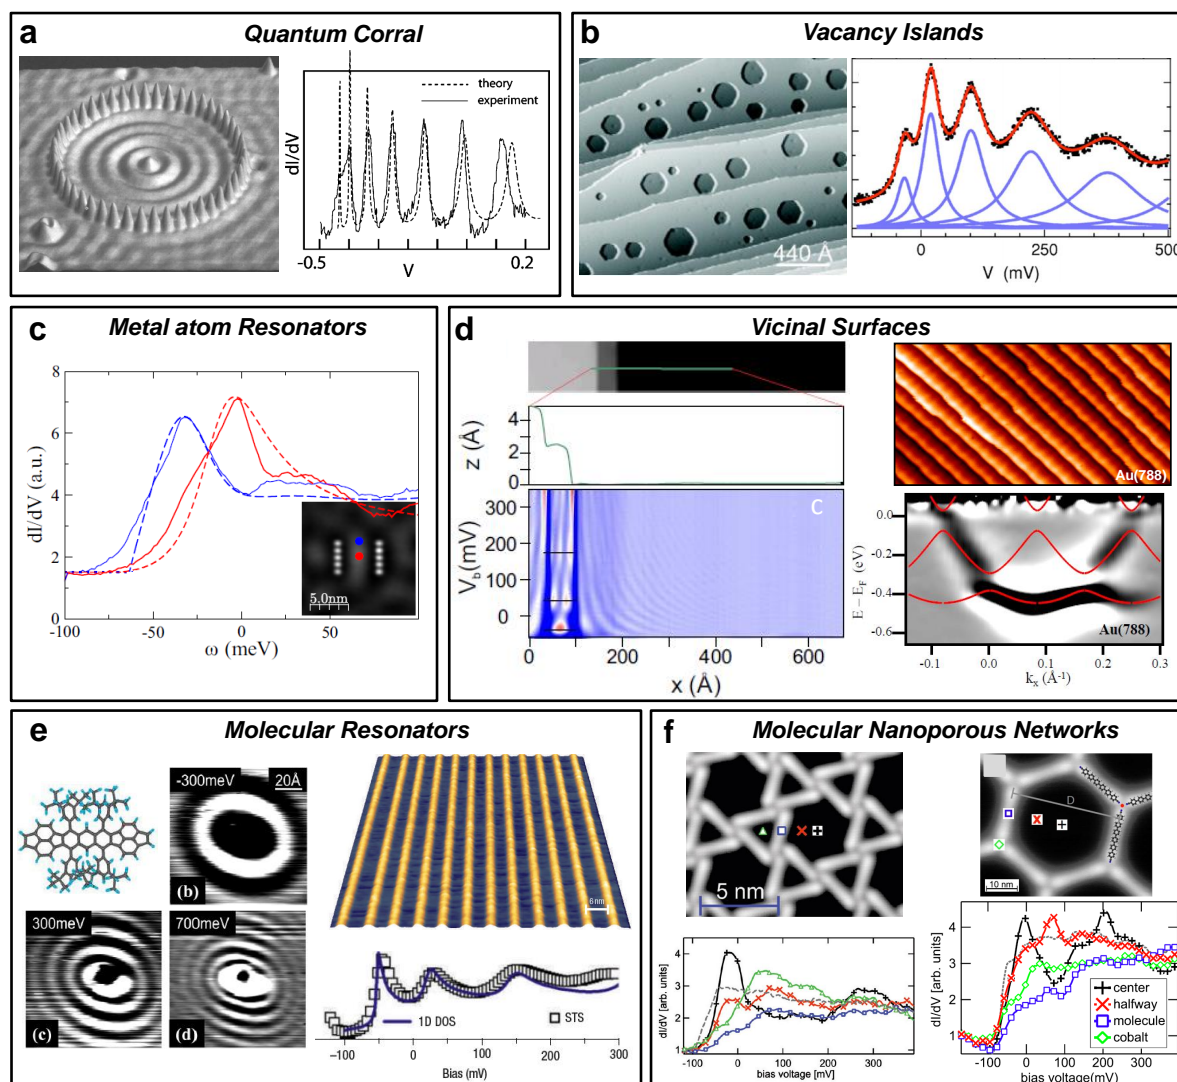 a
Quantum Corral
theory
experiment
dI/dV
-0.5
V
0.2
b
Vacancy Islands
440 Å
0
250
500
V (mV)
c
Metal atom Resonators
dI/dV (a.u.)
8
7
6
5
4
3
2
1
0
5.0nm
-100
-50
0
50
ω (meV)
d
Vicinal Surfaces
z (Å)
4
2
0
V_b(mV)
300
200
100
0
C
0
200
400
600
x (Å)
Au(788)
E − E_F (eV)
0.0
-0.2
-0.4
-0.6
Au(788)
-0.1
0.0
0.1
0.2
0.3
k_x (Å⁻¹)
e
Molecular Resonators
-300meV
20Å
(b)
300meV
(c)
700meV
(d)
6nm
1D DOS
STS
-100
0
100
200
300
Bias (mV)
f
Molecular Nanoporous Networks
5 nm
D
10 nm
dI/dV [arb. units]
4
3
2
1
-100
0
100
200
300
bias voltage [mV]
dI/dV [arb. units]
4
3
2
1
center
halfway
molecule
cobalt
-100
0
100
200
300
bias voltage[mV]